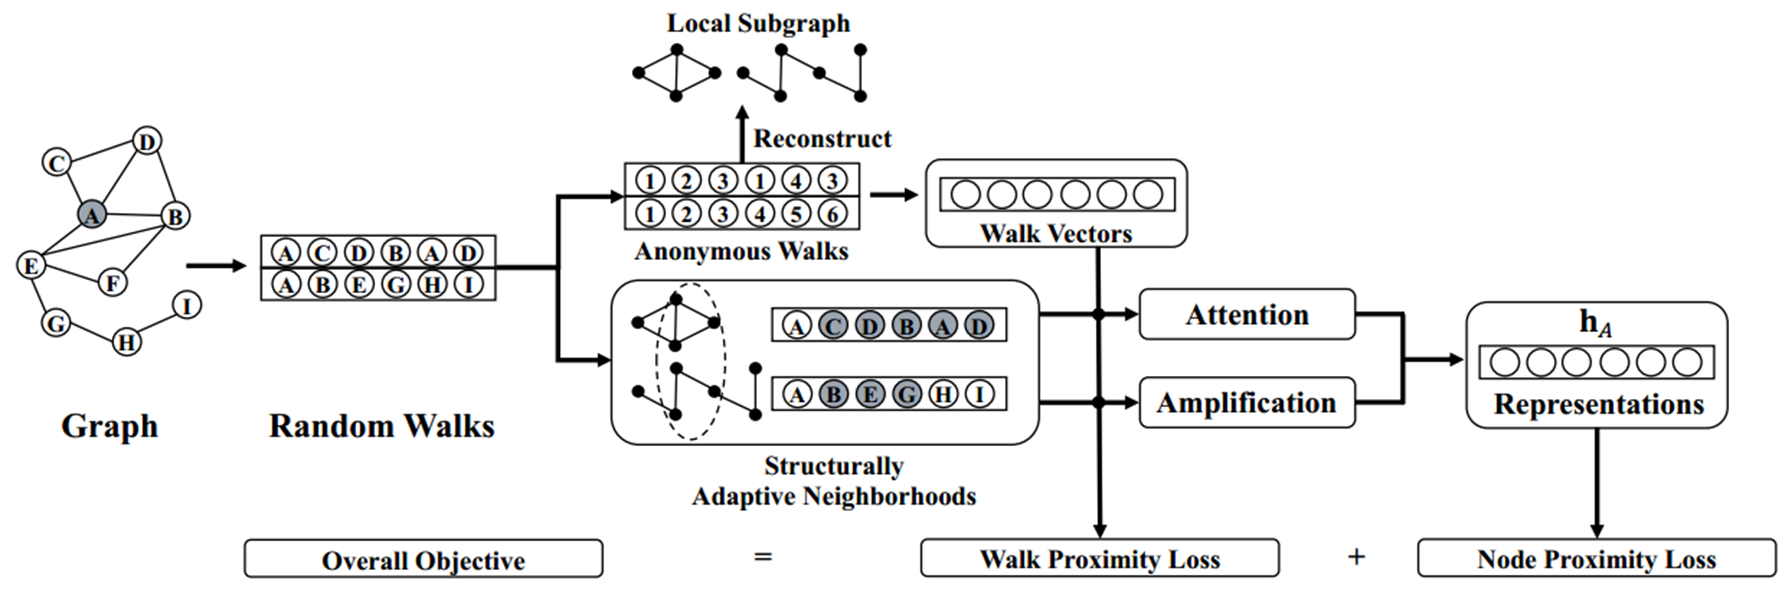 Local Subgraph
Reconstruct
C
D
A
B
E
F
G
H
I
Graph
A C D B A D
A B E G H I
Random Walks
1 2 3 1 4 3
1 2 3 4 5 6
Anonymous Walks
Walk Vectors
A C D B A D
A B E G H I
Structurally
Adaptive Neighborhoods
Attention
Amplification
h_A
Representations
Overall Objective = Walk Proximity Loss + Node Proximity Loss